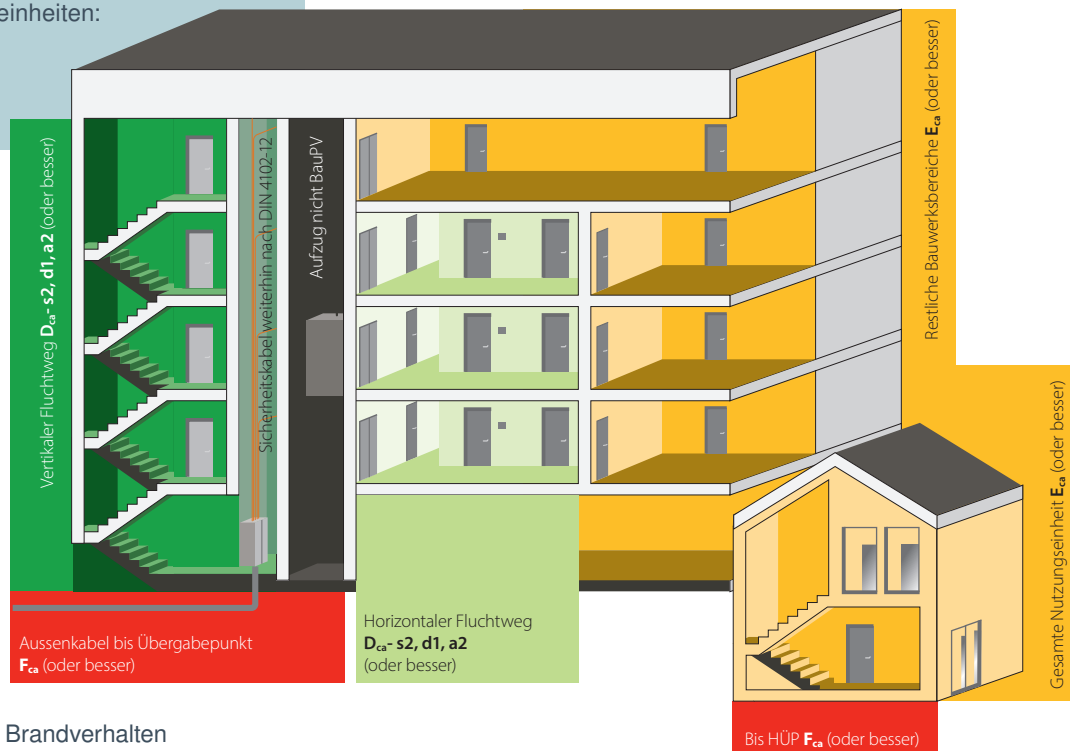 einheiten:
Vertikaler Fluchtweg Dca- s2, d1, a2 (oder besser)
Sicherheitskabel weiterhin nach DIN 4102-12
Aufzug nicht BauPV
Restliche Bauwerksbereiche Eca (oder besser)
Gesamte Nutzungseinheit Eca (oder besser)
Aussenkabel bis Übergabepunkt
Fca (oder besser)
Horizontaler Fluchtweg
Dca- s2, d1, a2
(oder besser)
Bis HÜP Fca (oder besser)
Brandverhalten